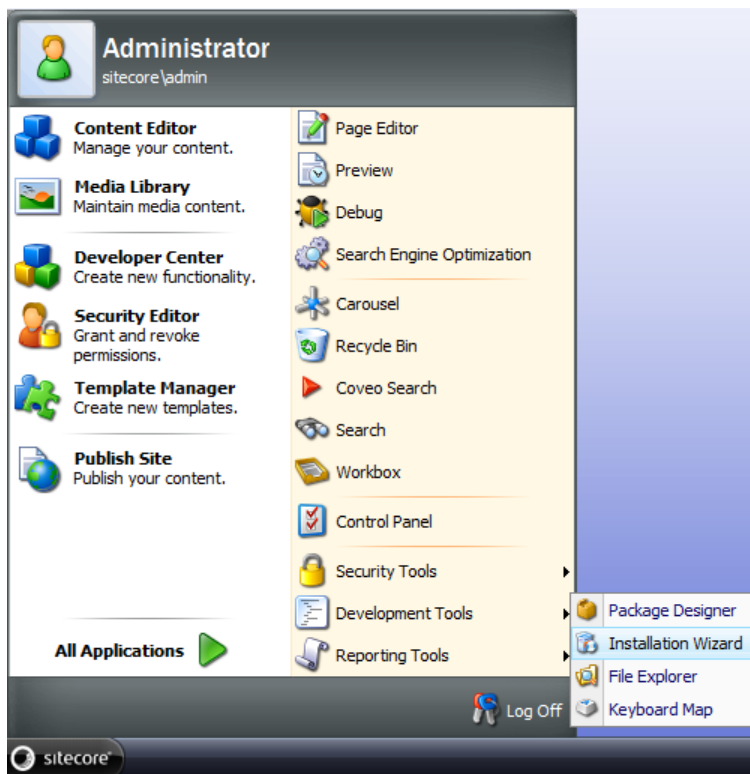 Administrator
sitecore\admin
Content Editor
Manage your content.
Media Library
Maintain media content.
Developer Center
Create new functionality.
Security Editor
Grant and revoke
permissions.
Template Manager
Create new templates.
Publish Site
Publish your content.
All Applications
Page Editor
Preview
Debug
Search Engine Optimization
Carousel
Recycle Bin
Coveo Search
Search
Workbox
Control Panel
Security Tools
Development Tools
Reporting Tools
Package Designer
Installation Wizard
File Explorer
Keyboard Map
Log Off
sitecore